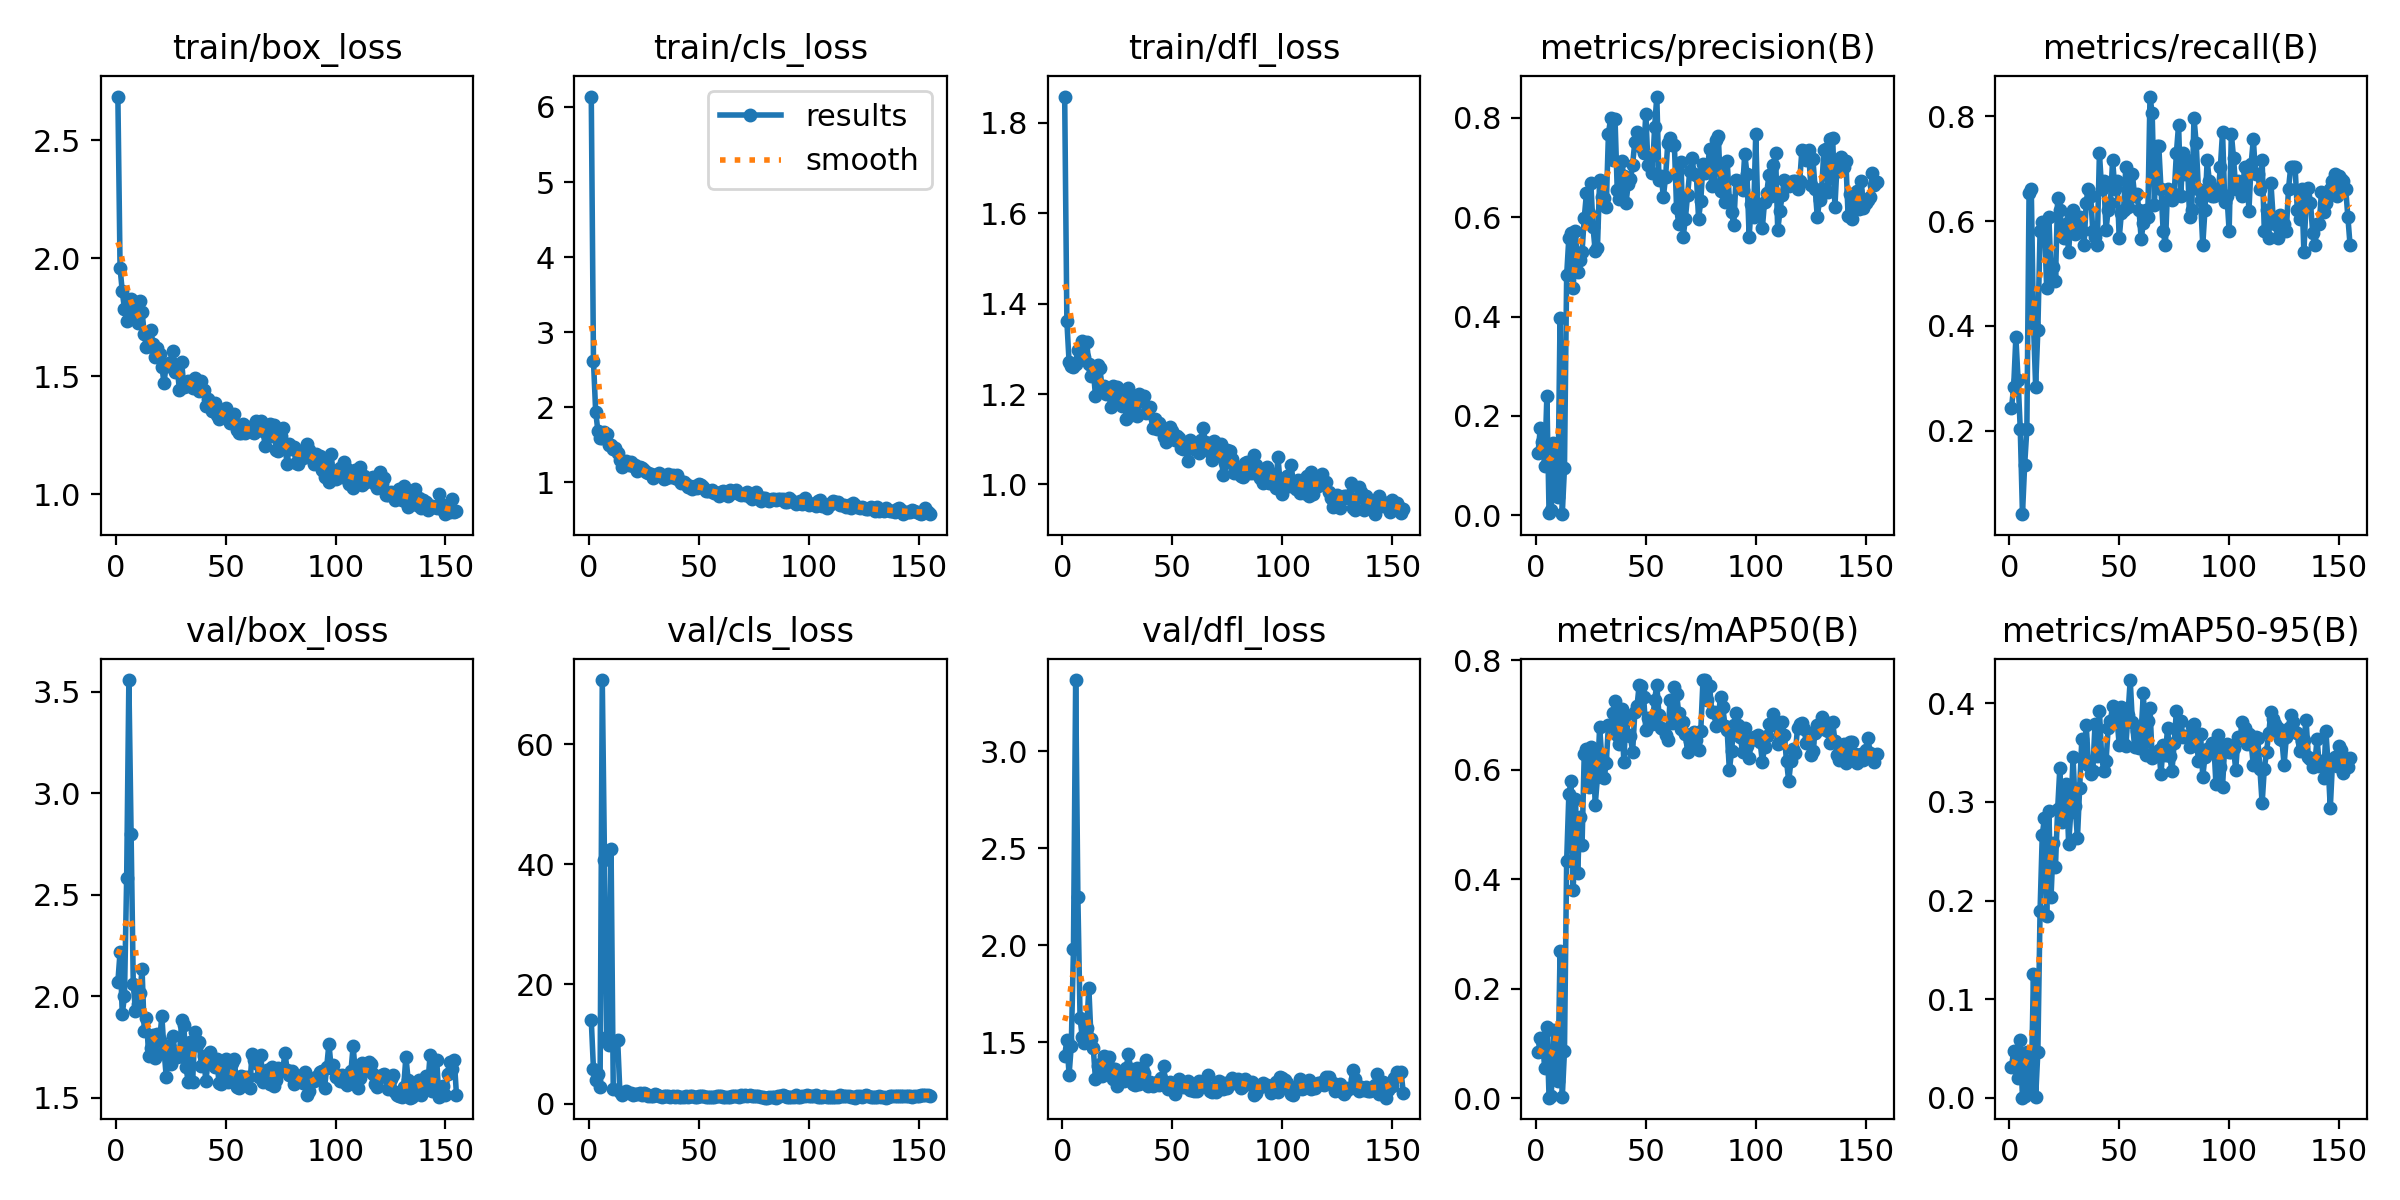 train/box_loss
2.5
2.0
1.5
1.0
0 50 100 150
train/cls_loss
results
smooth
6
5
4
3
2
1
0 50 100 150
train/dfl_loss
1.8
1.6
1.4
1.2
1.0
0 50 100 150
metrics/precision(B)
0.8
0.6
0.4
0.2
0.0
0 50 100 150
metrics/recall(B)
0.8
0.6
0.4
0.2
0 50 100 150
val/box_loss
3.5
3.0
2.5
2.0
1.5
0 50 100 150
val/cls_loss
60
40
20
0
0 50 100 150
val/dfl_loss
3.0
2.5
2.0
1.5
0 50 100 150
metrics/mAP50(B)
0.8
0.6
0.4
0.2
0.0
0 50 100 150
metrics/mAP50-95(B)
0.4
0.3
0.2
0.1
0.0
0 50 100 150